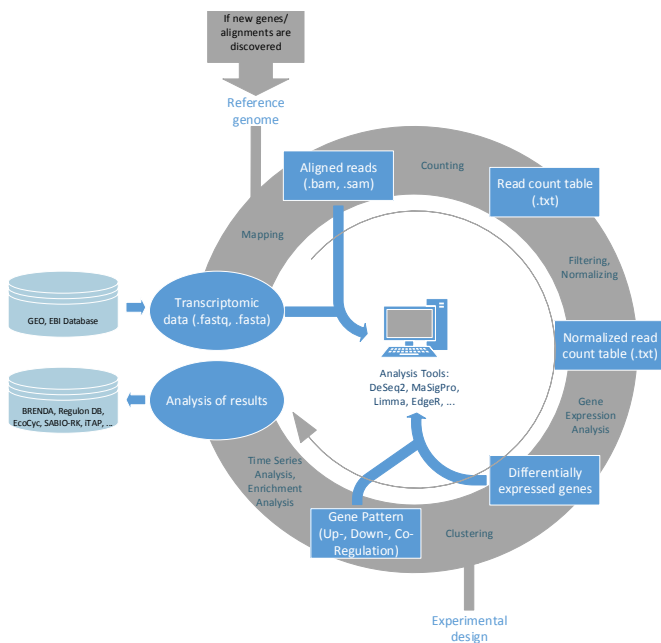 If new genes/
alignments are
discovered
Reference
genome
Aligned reads
(.bam, .sam)
Counting
Read count table
(.txt)
Mapping
Filtering,
Normalizing
GEO, EBI Database
Transcriptomic
data (.fastq, .fasta)
Normalized read
count table (.txt)
Analysis Tools:
DeSeq2, MaSigPro,
Limma, EdgeR, ...
BRENDA, Regulon DB,
EcoCyc, SABIO-RK, iTAP, ...
Analysis of results
Gene
Expression
Analysis
Time Series
Analysis,
Enrichment
Analysis
Differentially
expressed genes
Gene Pattern
(Up-, Down-, Co-
Regulation)
Clustering
Experimental
design